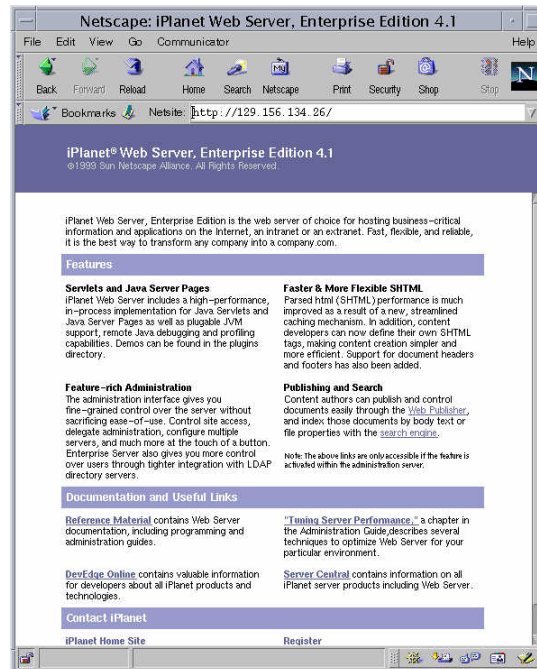 Netscape: iPlanet Web Server, Enterprise Edition 4.1
File Edit View Go Communicator Help
Back Forward Reload Home Search Netscape Print Security Shop Stop
My
N
Bookmarks Netsite: http://129.156.134.26/
iPlanet® Web Server, Enterprise Edition 4.1
©1999 Sun Netscape Alliance. All Rights Reserved.
iPlanet Web Server, Enterprise Edition is the web server of choice for hosting business-critical
information and applications on the Internet, an intranet or an extranet. Fast, flexible, and reliable,
it is the best way to transform any company into a company.com.
Features
Servlets and Java Server Pages
iPlanet Web Server includes a high-performance,
in-process implementation for Java Servlets and
Java Server Pages as well as plugable JVM
support, remote Java debugging and profiling
capabilities. Demos can be found in the plugins
directory.
Faster & More Flexible SHTML
Parsed html (SHTML) performance is much
improved as a result of a new, streamlined
caching mechanism. In addition, content
developers can now define their own SHTML
tags, making content creation simpler and
more efficient. Support for document headers
and footers has also been added.
Feature-rich Administration
The administration interface gives you
fine-grained control over the server without
sacrificing ease-of-use. Control site access,
delegate administration, configure multiple
servers, and much more at the touch of a button.
Enterprise Server also gives you more control
over users through tighter integration with LDAP
directory servers.
Publishing and Search
Content authors can publish and control
documents easily through the Web Publisher,
and index those documents by body text or
file properties with the search engine.
Note: The above links are only accessible if the feature is
activated within the administration server.
Documentation and Useful Links
Reference Material contains Web Server
documentation, including programming and
administration guides.
"Tuning Server Performance," a chapter in
the Administration Guide,describes several
techniques to optimize Web Server for your
particular environment.
DevEdge Online contains valuable information
for developers about all iPlanet products and
technologies.
Server Central contains information on all
iPlanet server products including Web Server.
Contact iPlanet
iPlanet Home Site
Register